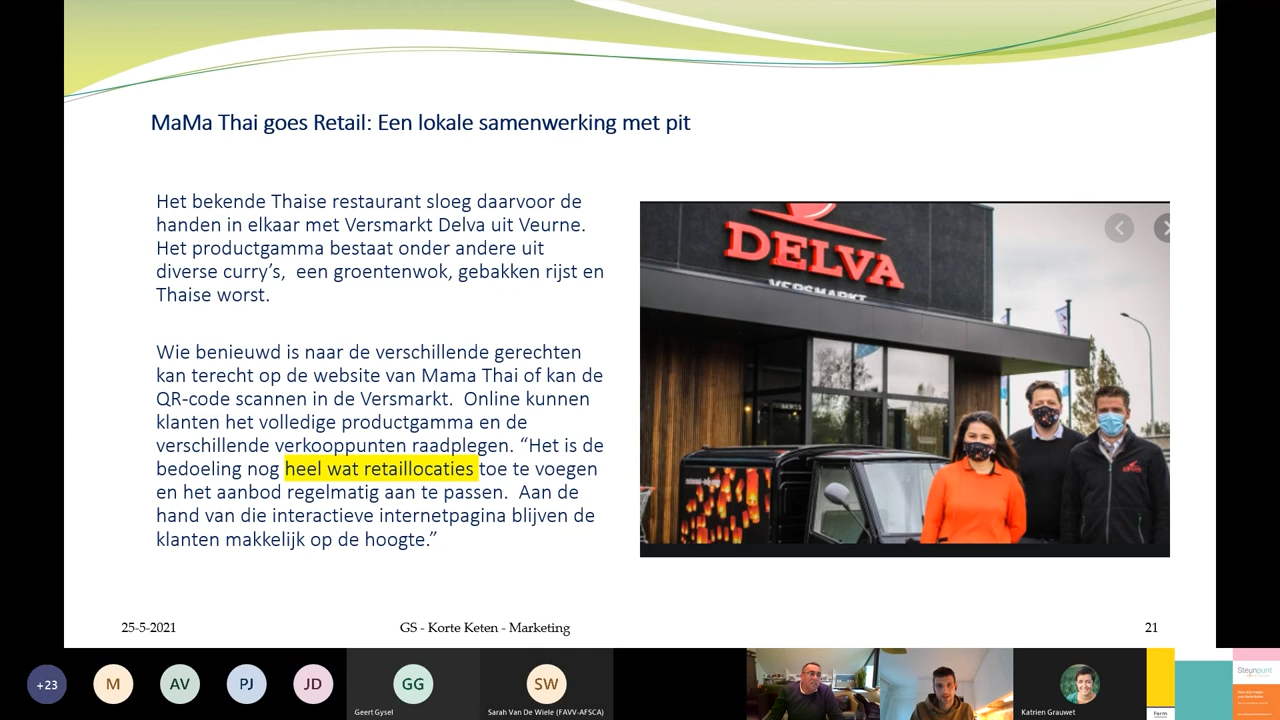 MaMa Thai goes Retail: Een lokale samenwerking met pit
Het bekende Thaise restaurant sloeg daarvoor de
handen in elkaar met Versmarkt Delva uit Veurne.
Het productgamma bestaat onder andere uit
diverse curry’s,  een groentenwok, gebakken rijst en
Thaise worst.
Wie benieuwd is naar de verschillende gerechten
kan terecht op de website van Mama Thai of kan de
QR-code scannen in de Versmarkt.  Online kunnen
klanten het volledige productgamma en de
verschillende verkooppunten raadplegen. “Het is de
bedoeling nog heel wat retaillocaties toe te voegen
en het aanbod regelmatig aan te passen.  Aan de
hand van die interactieve internetpagina blijven de
klanten makkelijk op de hoogte.”
DELVA
VERSMARKT
25-5-2021
GS - Korte Keten - Marketing
21
+23
M
AV
PJ
JD
GG
Geert Gysel
SW
Sarah Van De Wiele (FAVV-AFSCA)
Katrien Grauwet
Ferm
Steunpunt